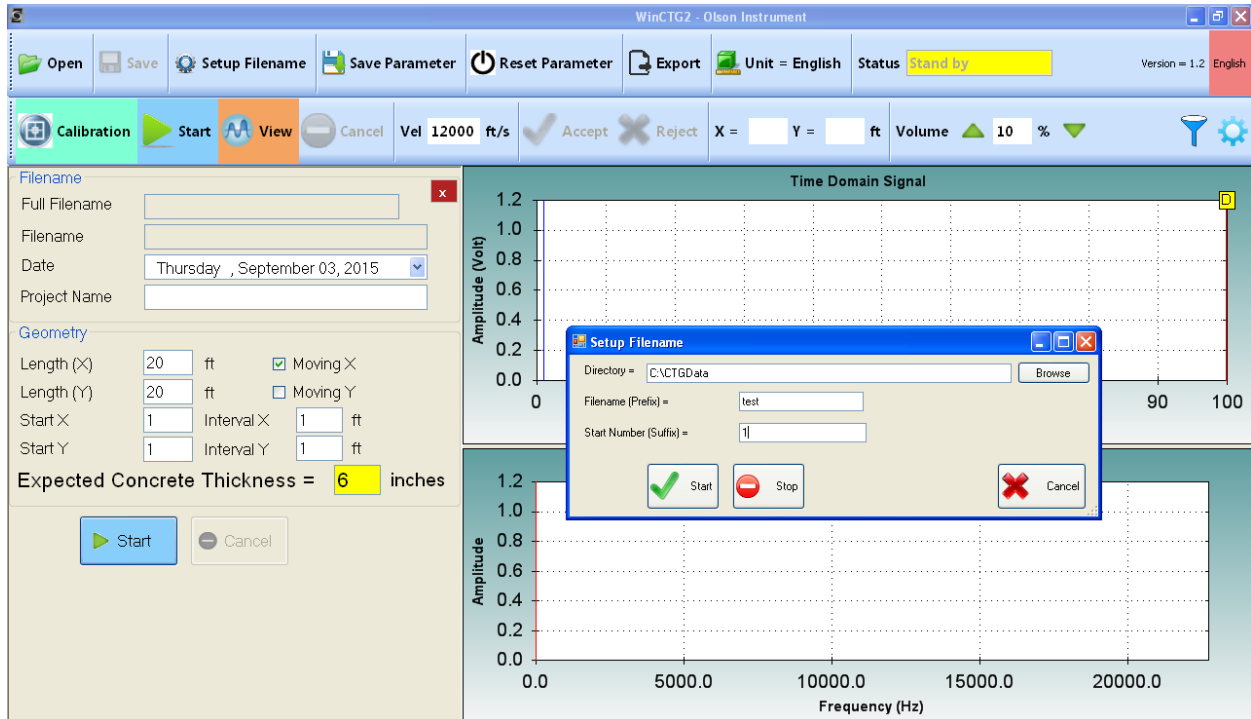 WinCTG2 - Olson Instrument
Open Save Setup Filename Save Parameter Reset Parameter Export Unit = English Status Stand by Version = 1.2 English
Calibration Start View Cancel Vel 12000 ft/s Accept Reject X = Y = ft Volume 10 %
Filename
x
Full Filename
Filename
Date Thursday , September 03, 2015
Project Name
Geometry
Length (X) 20 ft Moving X
Length (Y) 20 ft Moving Y
Start X 1 Interval X 1 ft
Start Y 1 Interval Y 1 ft
Expected Concrete Thickness = 6 inches
Start Cancel
Time Domain Signal
D
Amplitude (Volt)
1.2
1.0
0.8
0.6
0.4
0.2
0.0
0 90 100
Setup Filename
Directory = C:\CTGData Browse
Filename (Prefix) = test
Start Number (Suffix) = 1
Start Stop Cancel
Amplitude
1.2
1.0
0.8
0.6
0.4
0.2
0.0
0.0 5000.0 10000.0 15000.0 20000.0
Frequency (Hz)